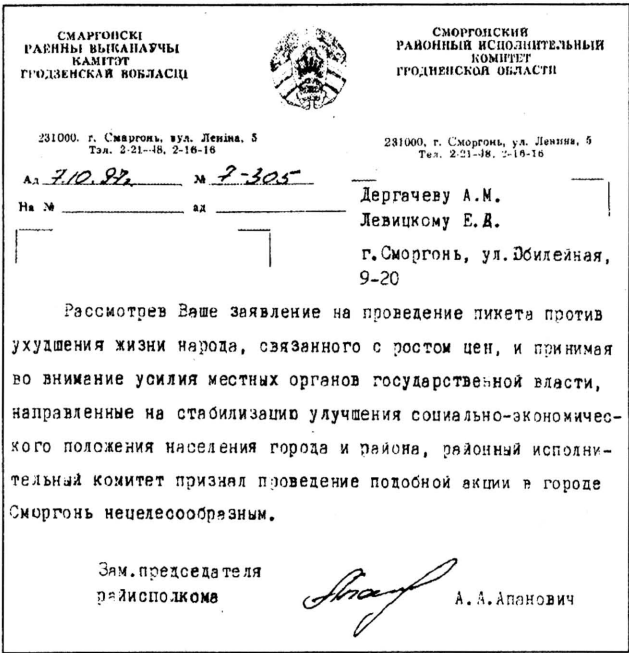 СМАРГОНСКІ
РАЁННЫ ВЫКАНАЎЧЫ
КАМІТЭТ
ГРОДЗЕНСКАЙ ВОБЛАСЦІ
231000, г. Смаргонь, вул. Леніна, 5
Тэл. 2-21-48, 2-16-16
СМОРГОНСКИЙ
РАЙОННЫЙ ИСПОЛНИТЕЛЬНЫЙ
КОМИТЕТ
ГРОДНЕНСКОЙ ОБЛАСТИ
231000, г. Сморгонь, ул. Ленина, 5
Тел. 2-21-48, 2-16-16
Ад 7.10.97г. № 7-305
На № ад
Дергачеву А.М.
Левицкому Е.
г.Сморгонь, ул.Юбилейная,
9-20
Рассмотрев Ваше заявление на проведение пикета против
ухудшения жизни народа, связанного с ростом цен, и принимая
во внимание усилия местных органов государственной власти,
направленные на стабилизацию улучшения социально-экономичес-
кого положения населения города и района, районный исполни-
тельный комитет признал проведение подобной акции в городе
Сморгонь нецелесообразным.
Зам.председателя
райисполкома
А.А.Апанович